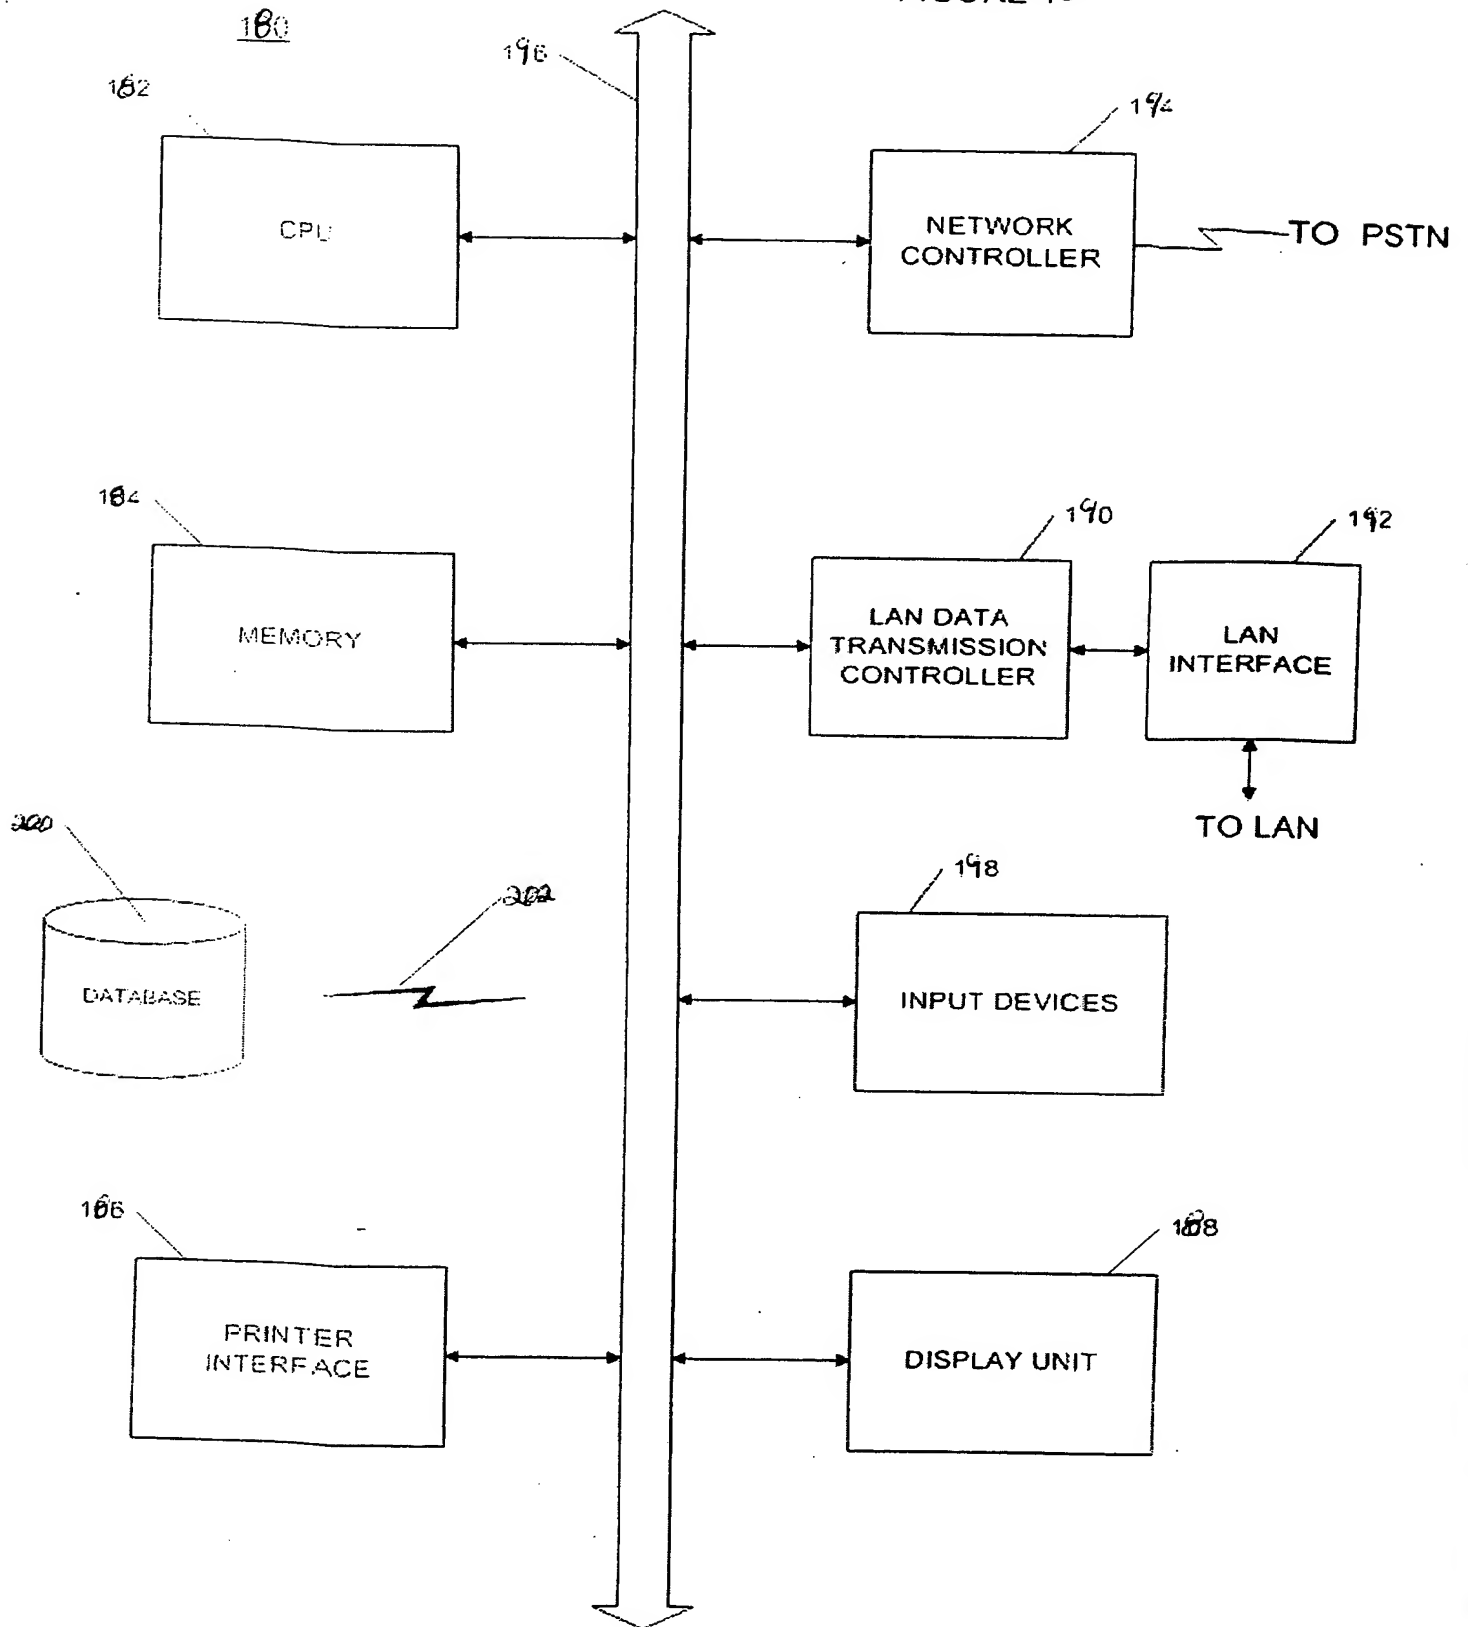 180
196
182
194
CPU
NETWORK
CONTROLLER
TO PSTN
184
190
192
MEMORY
LAN DATA
TRANSMISSION
CONTROLLER
LAN
INTERFACE
TO LAN
200
202
198
DATABASE
INPUT DEVICES
186
188
PRINTER
INTERFACE
DISPLAY UNIT